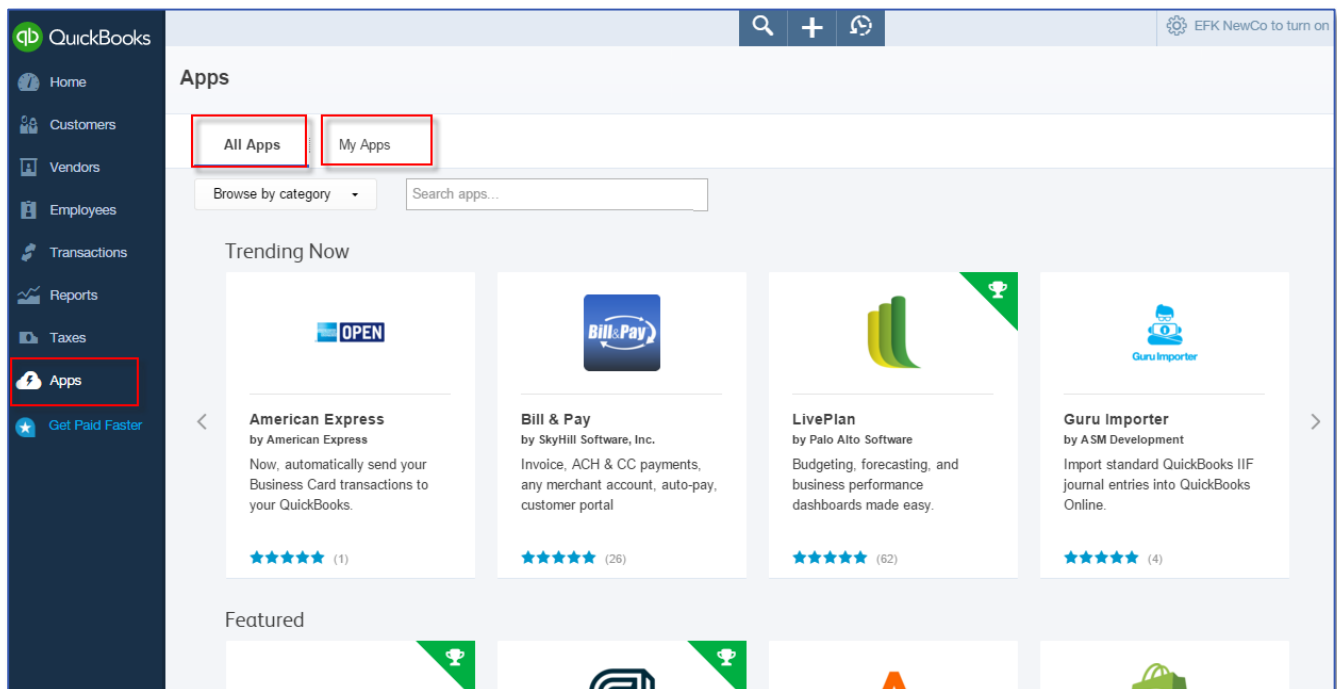 qb QuickBooks
EFK NewCo to turn on
Home
Customers
Vendors
Employees
Transactions
Reports
Taxes
Apps
Get Paid Faster
Apps
All Apps
My Apps
Browse by category
Search apps...
Trending Now
OPEN
American Express
by American Express
Now, automatically send your
Business Card transactions to
your QuickBooks.
(1)
Bill&Pay
Bill & Pay
by SkyHill Software, Inc.
Invoice, ACH & CC payments,
any merchant account, auto-pay,
customer portal
(26)
LivePlan
by Palo Alto Software
Budgeting, forecasting, and
business performance
dashboards made easy.
(62)
Guru Importer
Guru Importer
by ASM Development
Import standard QuickBooks IIF
journal entries into QuickBooks
Online.
(4)
Featured